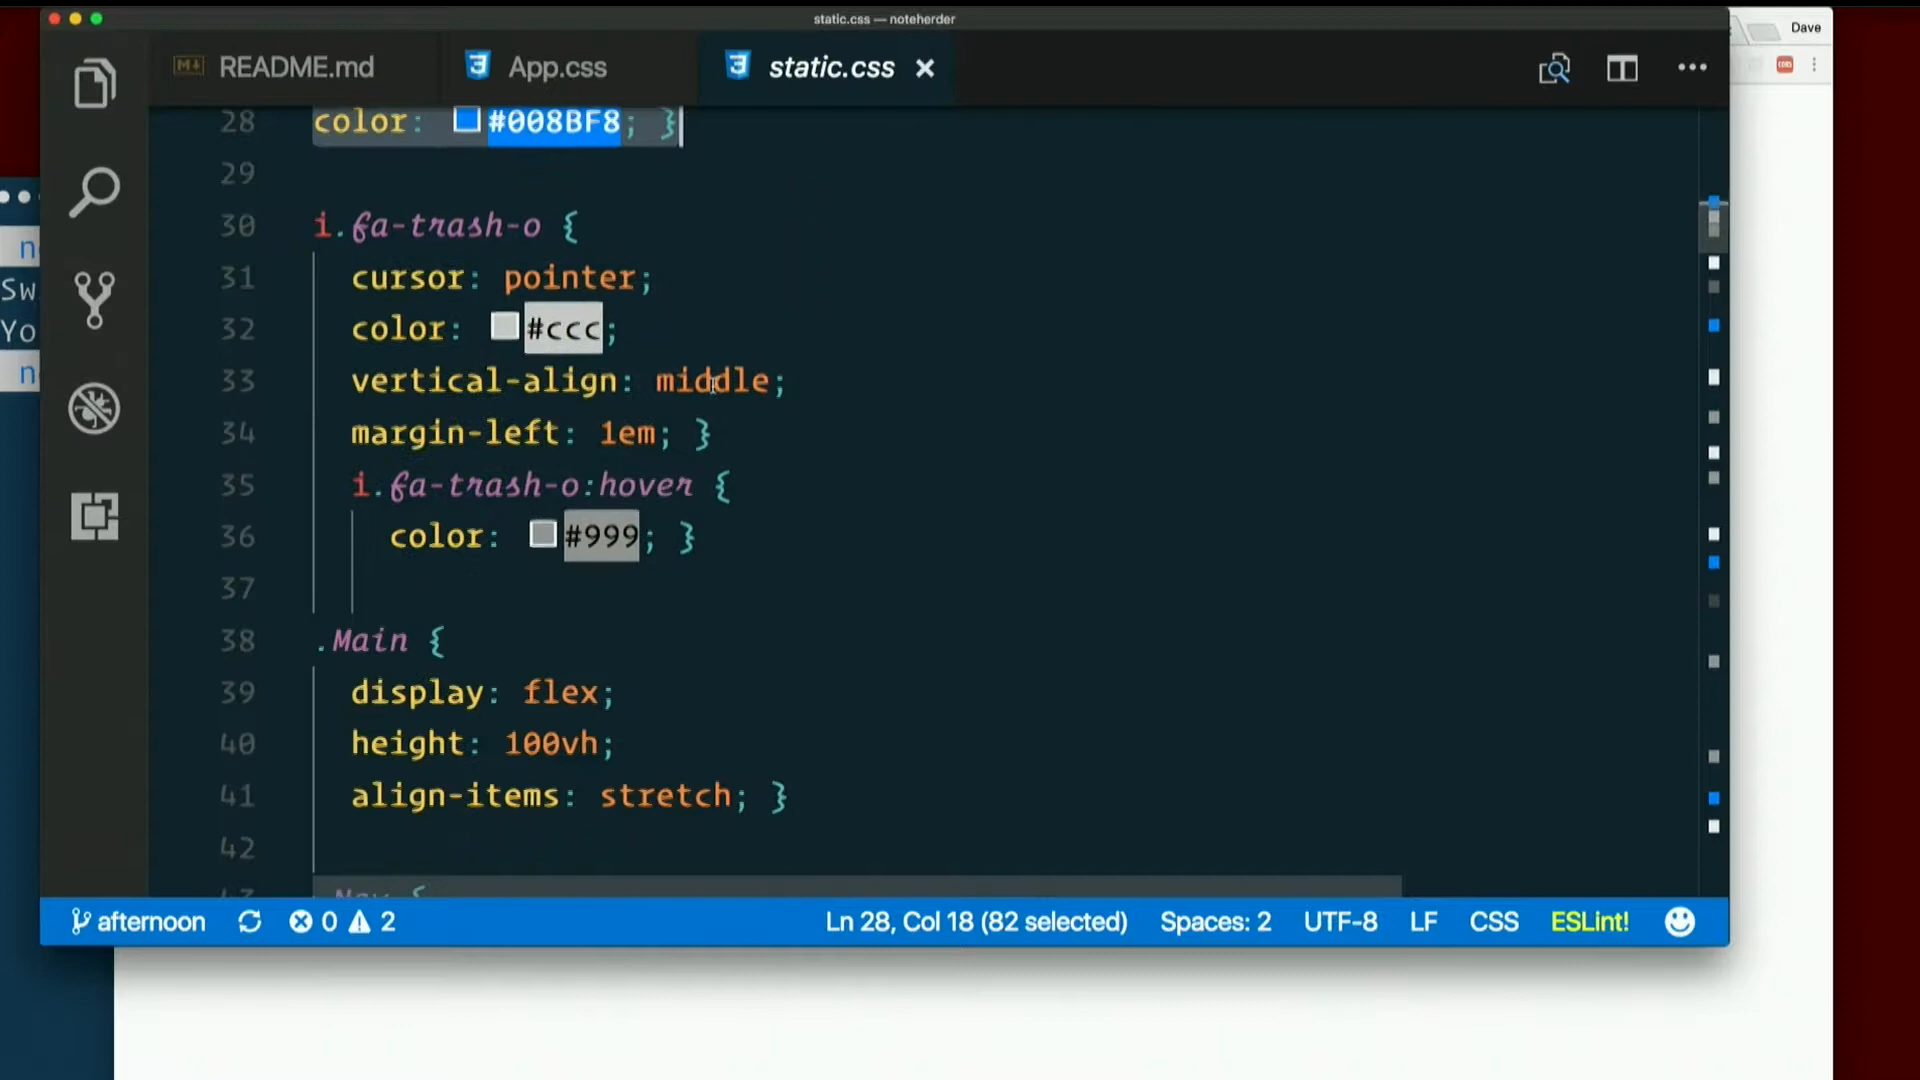 static.css — noteherder
Dave
README.md
App.css
static.css
28 color: #008BF8; }
29
30 i.fa-trash-o {
31 cursor: pointer;
32 color: #ccc;
33 vertical-align: middle;
34 margin-left: 1em; }
35 i.fa-trash-o:hover {
36 color: #999; }
37
38 .Main {
39 display: flex;
40 height: 100vh;
41 align-items: stretch; }
42
Sw
Yo
afternoon 0 2 Ln 28, Col 18 (82 selected) Spaces: 2 UTF-8 LF CSS ESLint!